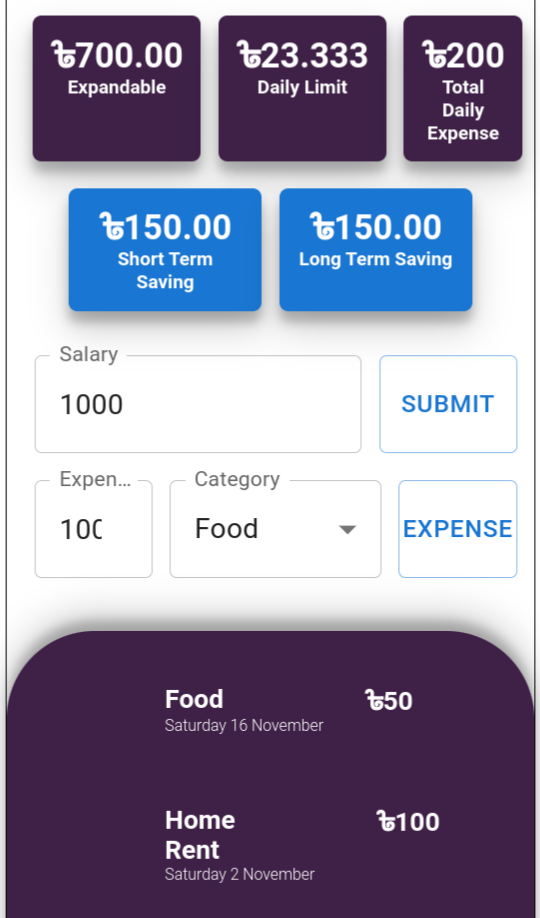 ৳700.00 ৳23.333 ৳200
Expandable Daily Limit Total
Daily
Expense
৳150.00 ৳150.00
Short Term Long Term Saving
Saving
Salary
1000 SUBMIT
Expen... Category
100 Food EXPENSE
Food ৳50
Saturday 16 November
Home ৳100
Rent
Saturday 2 November